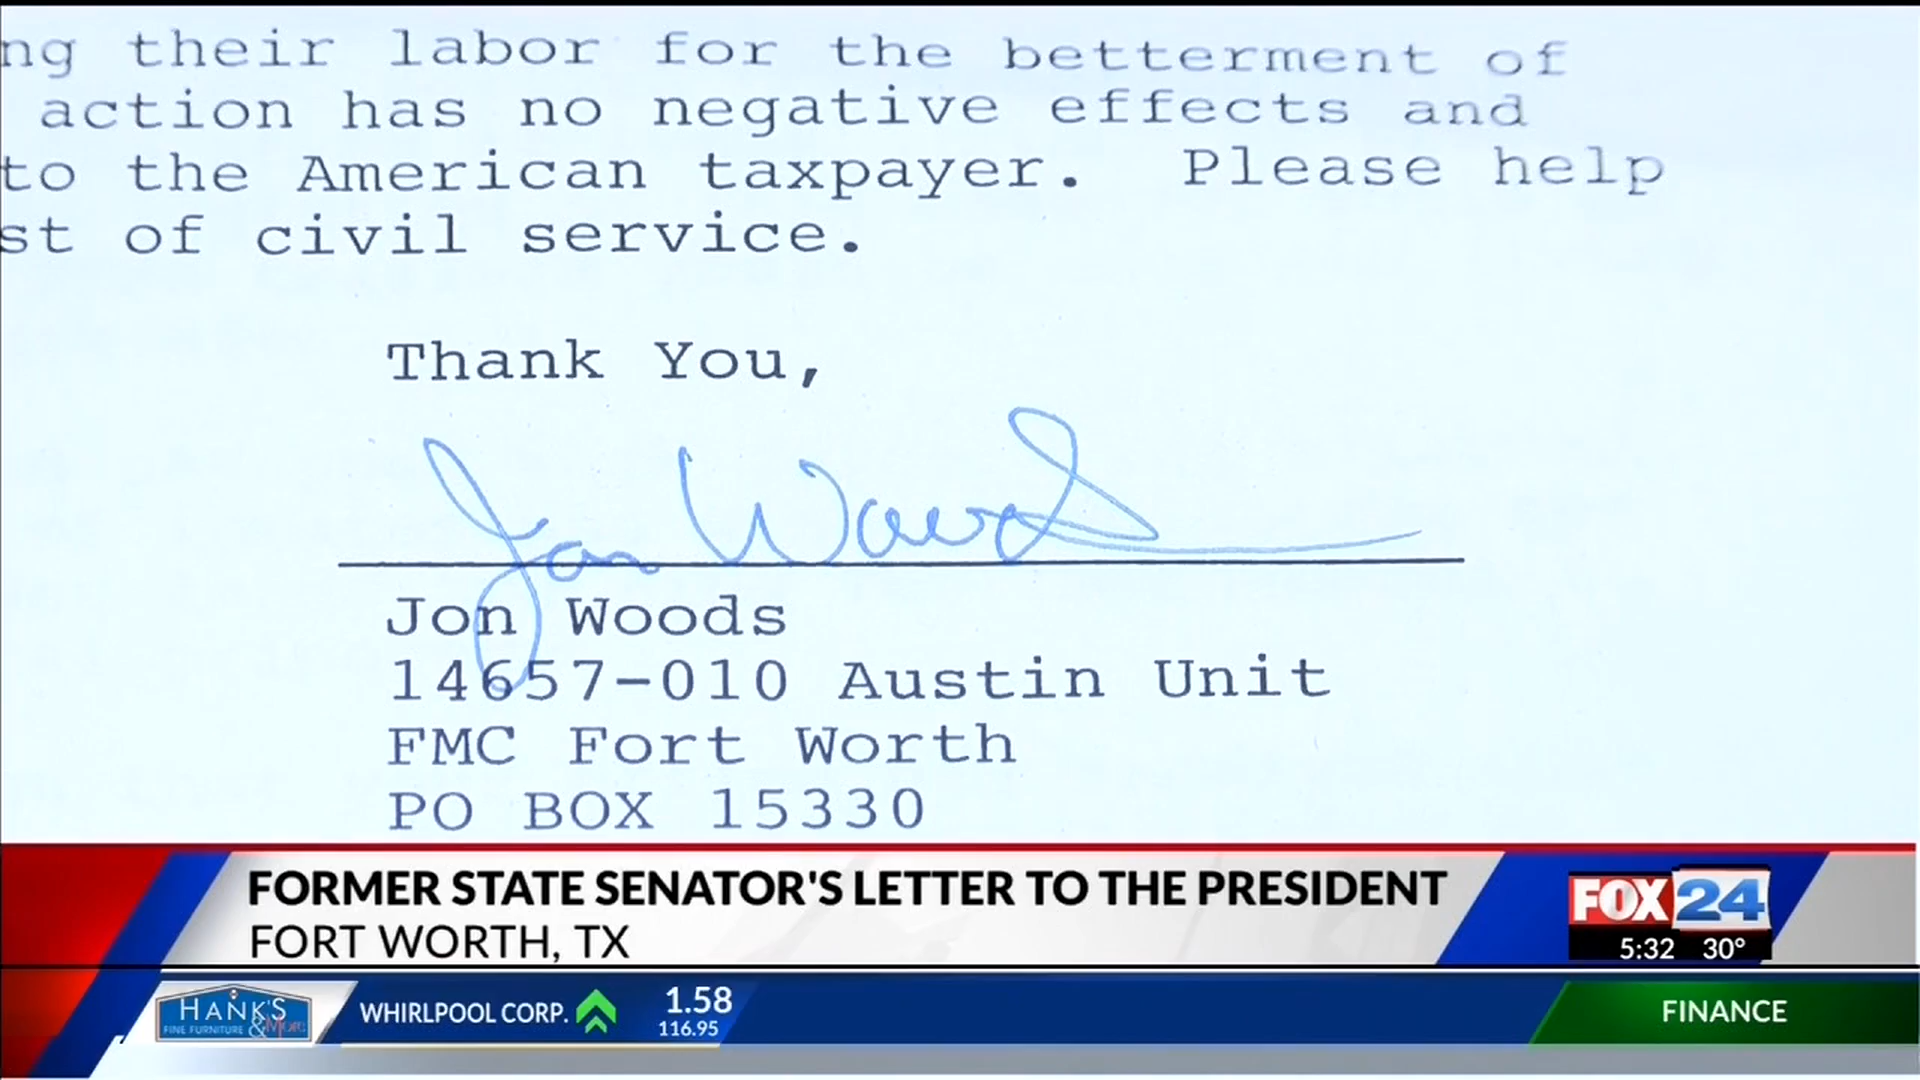 ng their labor for the betterment of
action has no negative effects and
to the American taxpayer.  Please help
st of civil service.
Thank You,
Jon Woods
Jon Woods
14657-010 Austin Unit
FMC Fort Worth
PO BOX 15330
FORMER STATE SENATOR'S LETTER TO THE PRESIDENT
FORT WORTH, TX
FOX 24
5:32 30°
HANK'S
FINE FURNITURE & More
WHIRLPOOL CORP. 1.58
116.95
FINANCE